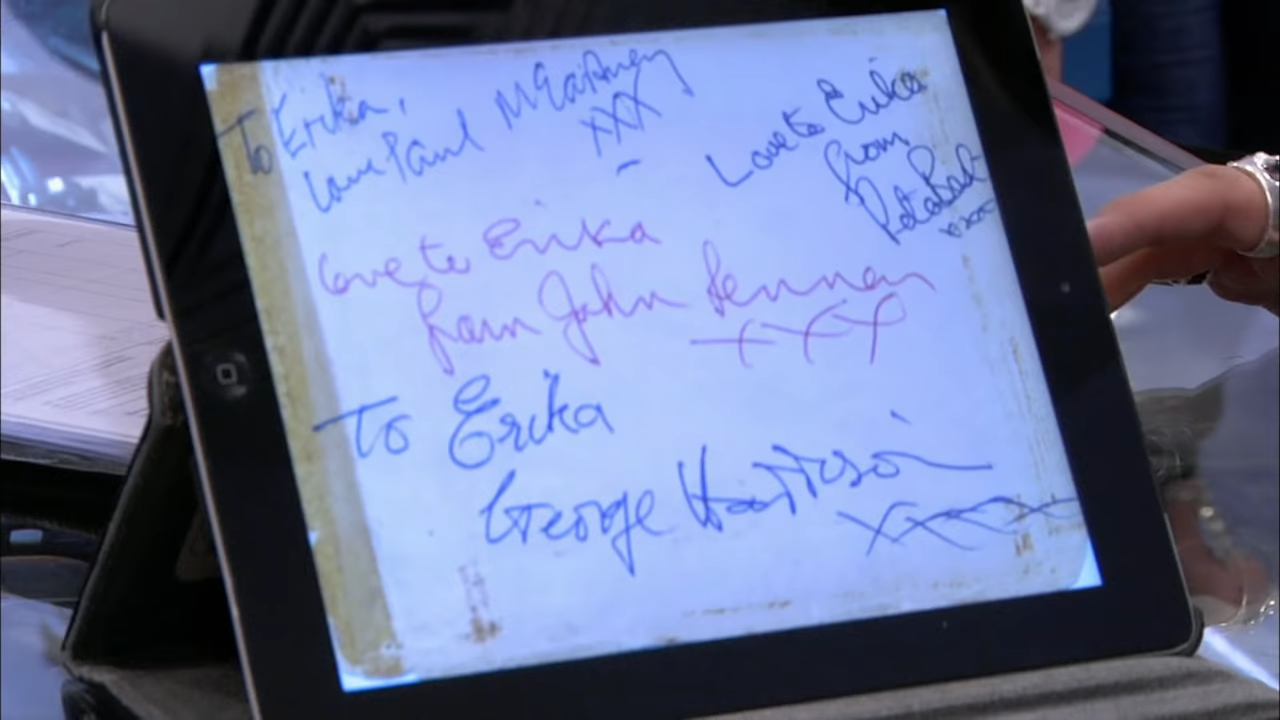 To Erika,
love Paul McCartney
xxx
Love to Erika
from
Pete Best
xxx
love to Erika
from John Lennon
xxx
To Erika
George Harrison
xxxx